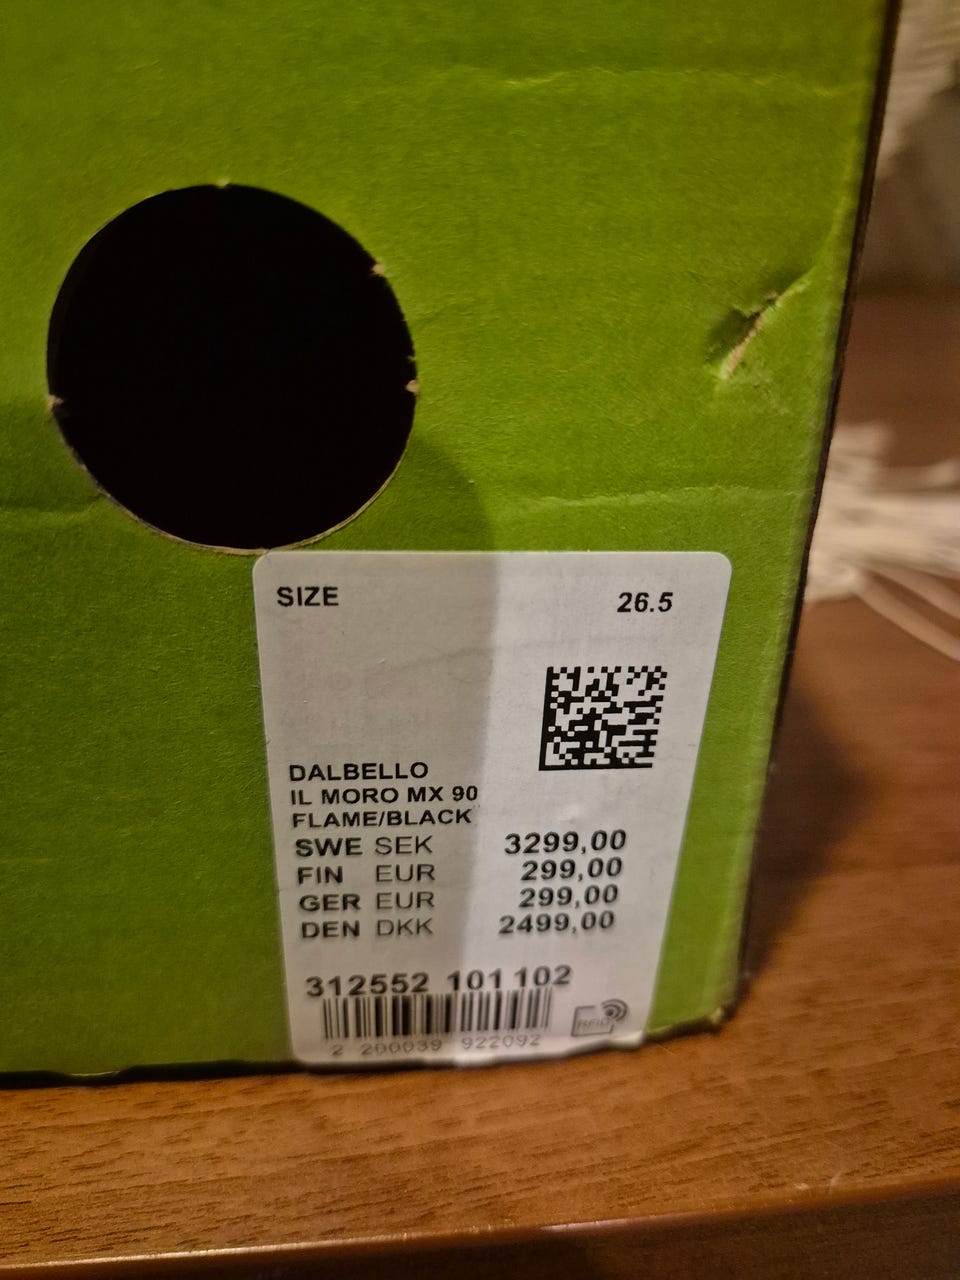 SIZE 26.5
DALBELLO
IL MORO MX 90
FLAME/BLACK
SWE SEK 3299,00
FIN EUR 299,00
GER EUR 299,00
DEN DKK 2499,00
312552 101 102
2 200039 922092
RFID